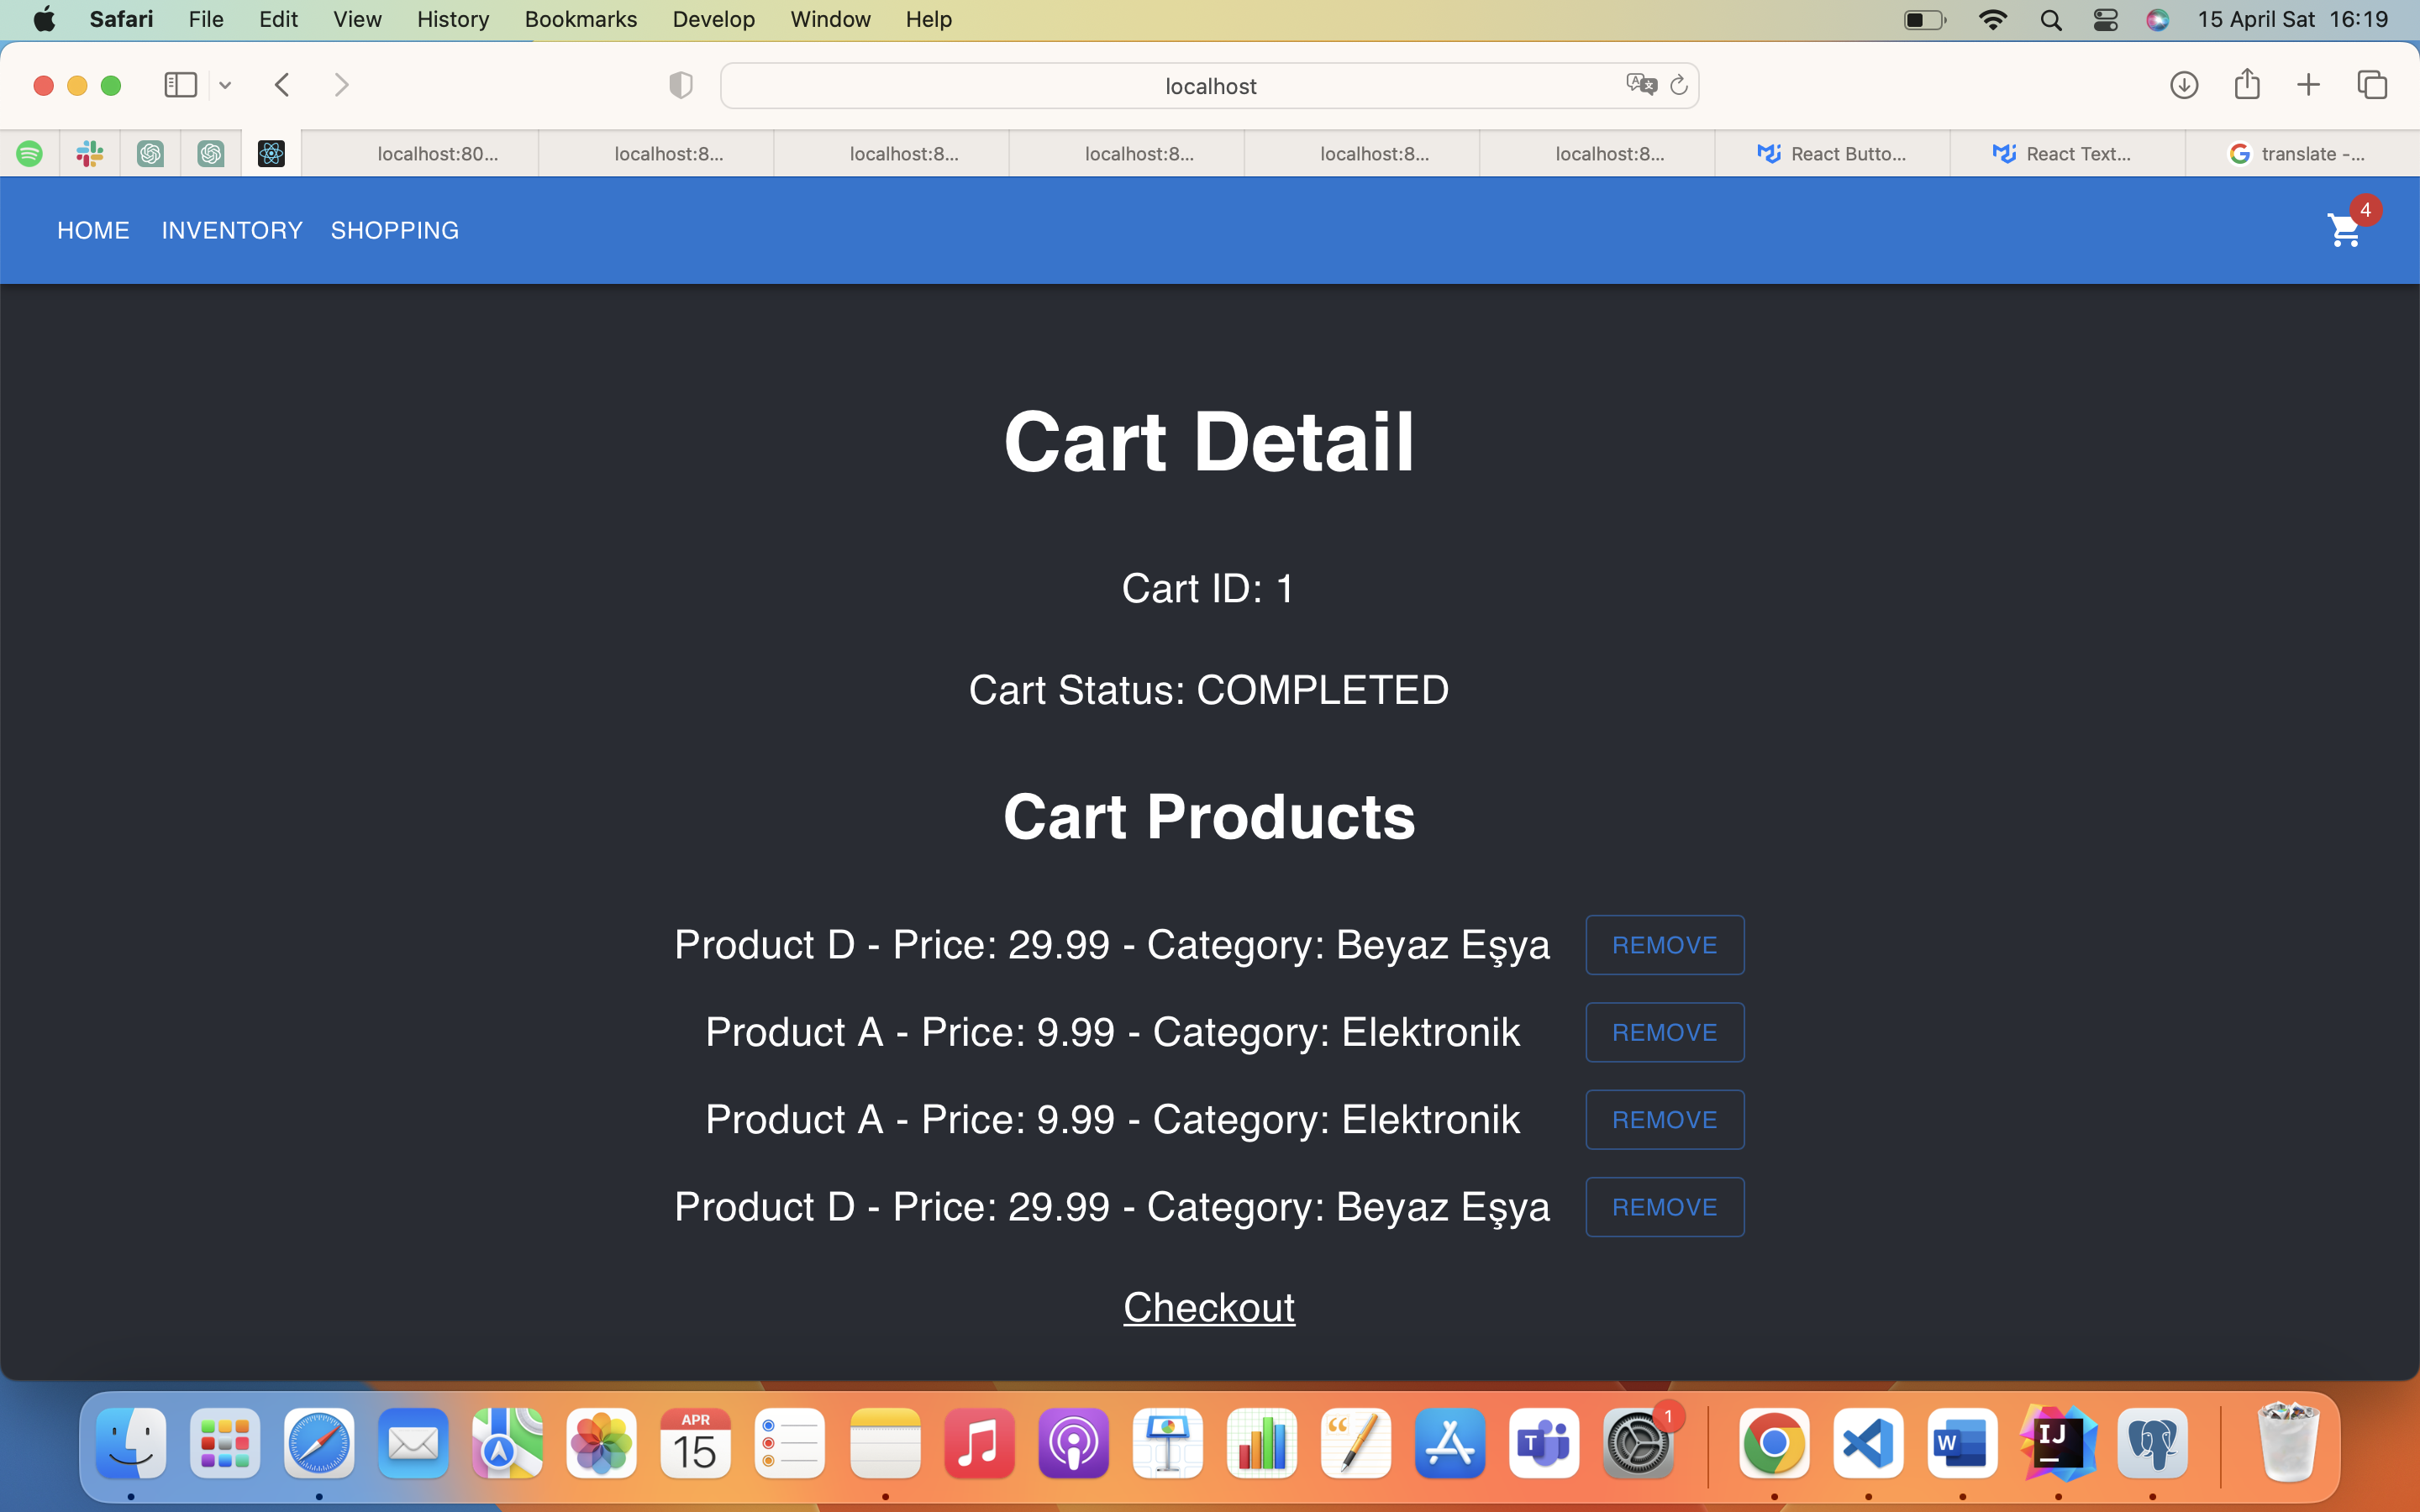 Safari File Edit View History Bookmarks Develop Window Help 15 April Sat 16:19
localhost
localhost:80... localhost:8... localhost:8... localhost:8... localhost:8... localhost:8... React Butto... React Text... translate -...
HOME INVENTORY SHOPPING 4
Cart Detail
Cart ID: 1
Cart Status: COMPLETED
Cart Products
Product D - Price: 29.99 - Category: Beyaz Eşya REMOVE
Product A - Price: 9.99 - Category: Elektronik REMOVE
Product A - Price: 9.99 - Category: Elektronik REMOVE
Product D - Price: 29.99 - Category: Beyaz Eşya REMOVE
Checkout
APR 15 T 1 W IJ